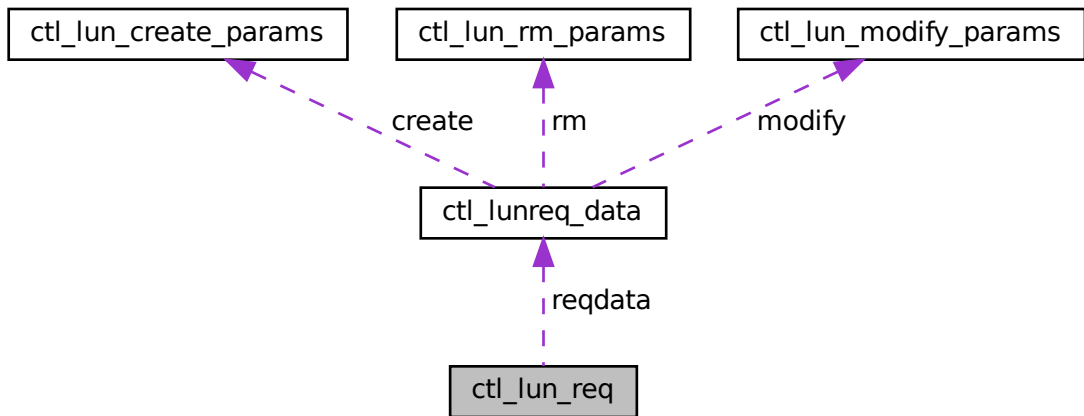 ctl_lun_create_params
ctl_lun_rm_params
ctl_lun_modify_params
create
rm
modify
ctl_lunreq_data
reqdata
ctl_lun_req